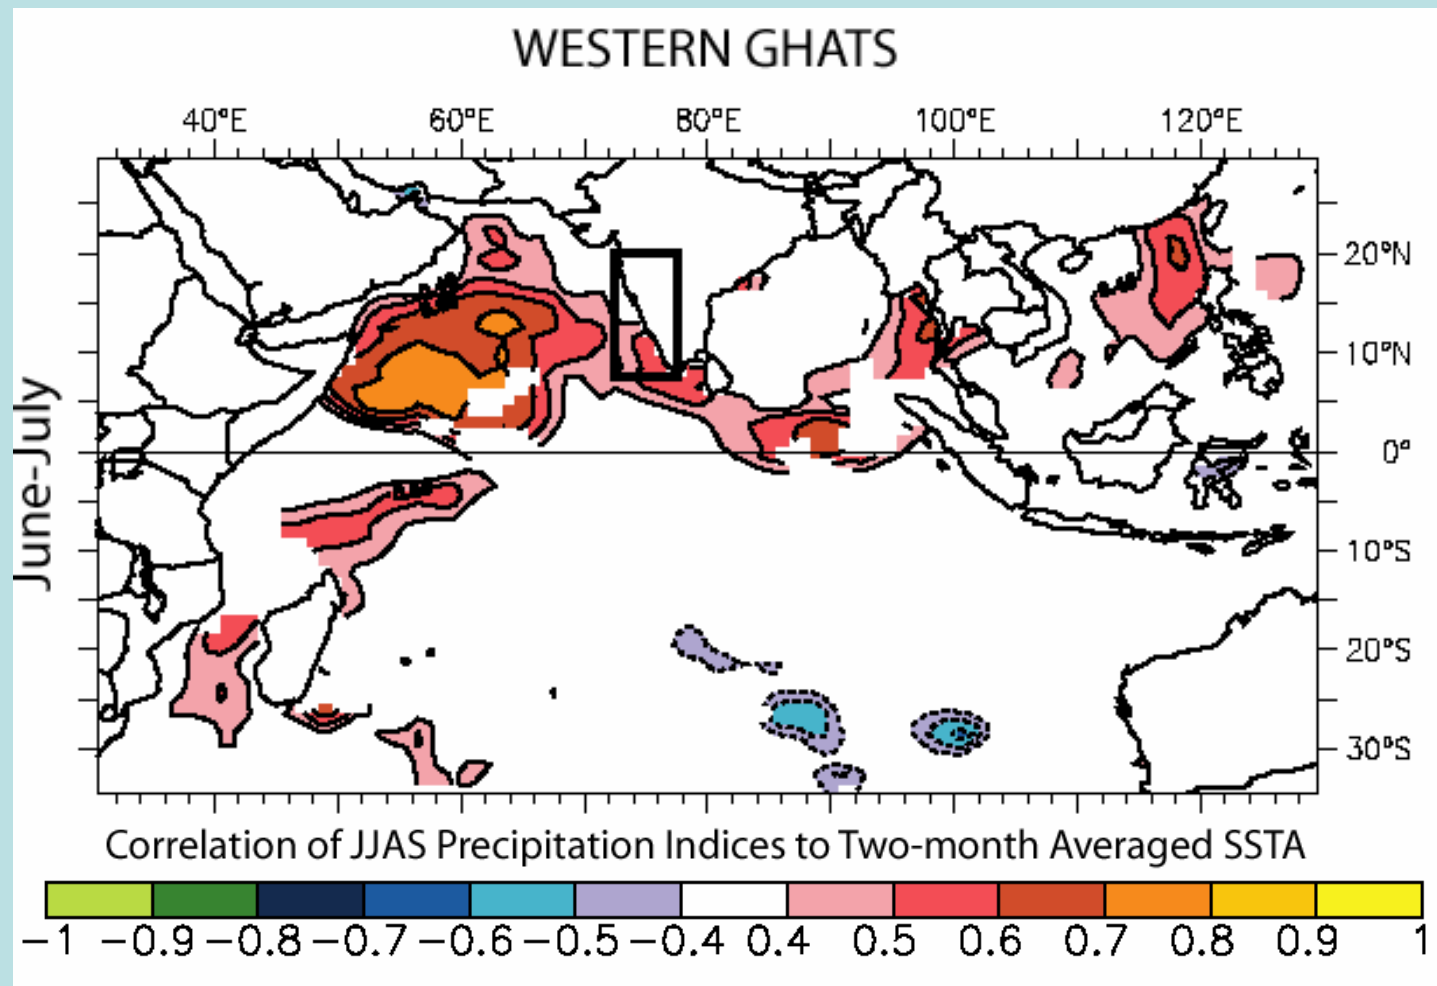 WESTERN GHATS
40°E 60°E 80°E 100°E 120°E
20°N
10°N
0°
10°S
20°S
30°S
June-July
Correlation of JJAS Precipitation Indices to Two-month Averaged SSTA
−1 −0.9 −0.8 −0.7 −0.6 −0.5 −0.4 0.4 0.5 0.6 0.7 0.8 0.9 1